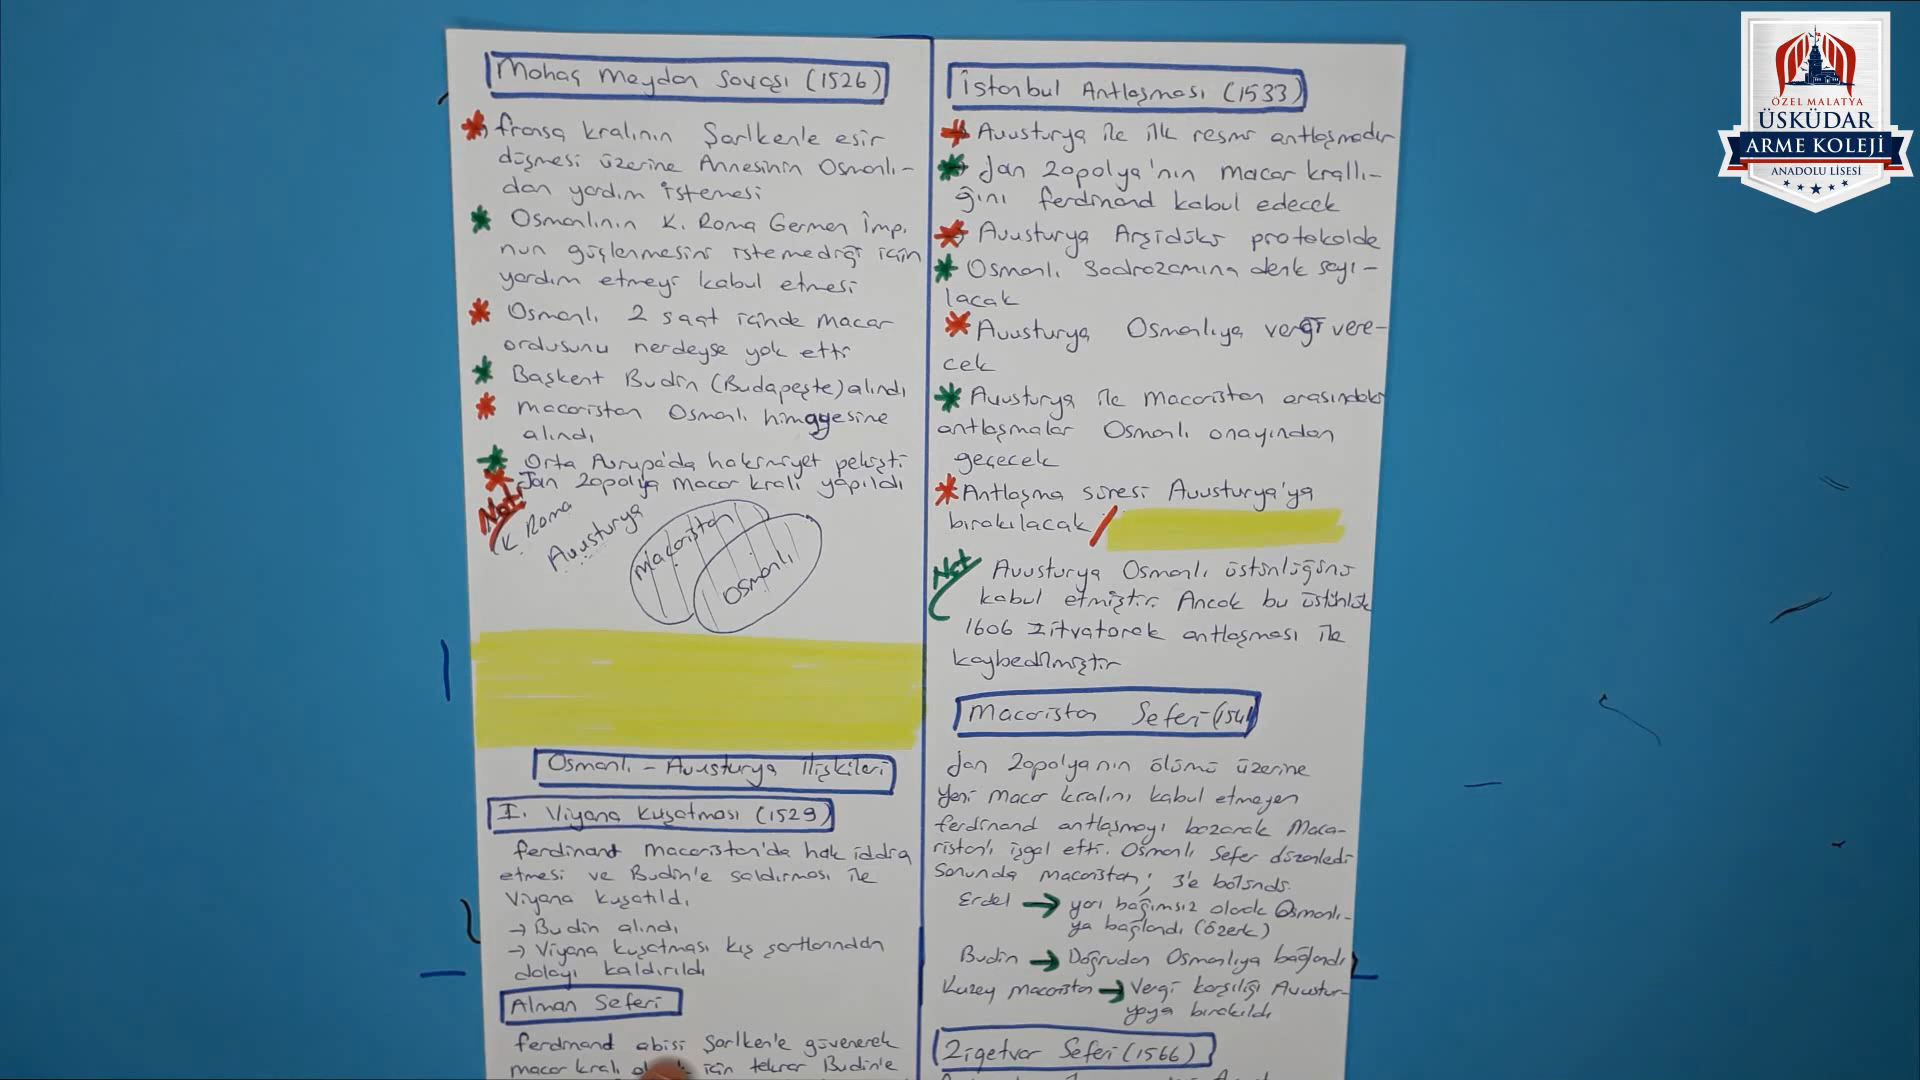 Mohaç Meydan Savaşı (1526)
fransa kralının Şarlken'e esir
düşmesi üzerine Annesinin Osmanlı-
dan yardım istemesi
Osmanlının K. Roma Germen İmp.
nun güçlenmesini istemediği için
yardım etmeyi kabul etmesi
Osmanlı 2 saat içinde Macar
ordusunu nerdeyse yok etti
Başkent Budin (Budapeşte) alındı
Macaristan Osmanlı himayesine
alındı
Orta Avrupa'da hakimiyet pekişti
Jan Zapolya Macar kralı yapıldı
Not:
K. Roma
Avusturya
Macaristan
Osmanlı
Osmanlı - Avusturya İlişkileri
I. Viyana Kuşatması (1529)
ferdinant Macaristan'da hak iddia
etmesi ve Budin'e saldırması ile
Viyana kuşatıldı
→ Budin alındı
→ Viyana kuşatması kış şartlarından
dolayı kaldırıldı
Alman Seferi
ferdinand abisi Şarlken'e güvenerek
macar kralı için tekrar Budin'e
İstanbul Antlaşması (1533)
Avusturya ile ilk resmi antlaşmadır
Jan Zapolya'nın Macar krallı-
ğını ferdinand kabul edecek
Avusturya Arşidükü protokolde
Osmanlı Sadrazamına denk sayı-
lacak
Avusturya Osmanlıya vergi vere-
cek
Avusturya ile Macaristan arasındaki
antlaşmalar Osmanlı onayından
geçecek
Antlaşma süresi Avusturya'ya
bırakılacak
Not
Avusturya Osmanlı üstünlüğünü
kabul etmiştir. Ancak bu üstünlük
1606 Zitvatorok antlaşması ile
kaybedilmiştir
Macaristan Seferi (1541)
Jan Zapolyanın ölümü üzerine
yeni Macar kralını kabul etmeyen
ferdinand antlaşmayı bozarak Maca-
ristan'ı işgal etti. Osmanlı Sefer düzenledi
Sonunda Macaristan; 3'e bölündü.
Erdel → yarı bağımsız olarak Osmanlı-
ya bağlandı (özerk)
Budin → Doğrudan Osmanlıya bağlandı
Kuzey Macaristan → Vergi karşılığı Avustur-
yaya bırakıldı
Zigetvar Seferi (1566)
ÖZEL MALATYA
ÜSKÜDAR
ARME KOLEJİ
ANADOLU LİSESİ